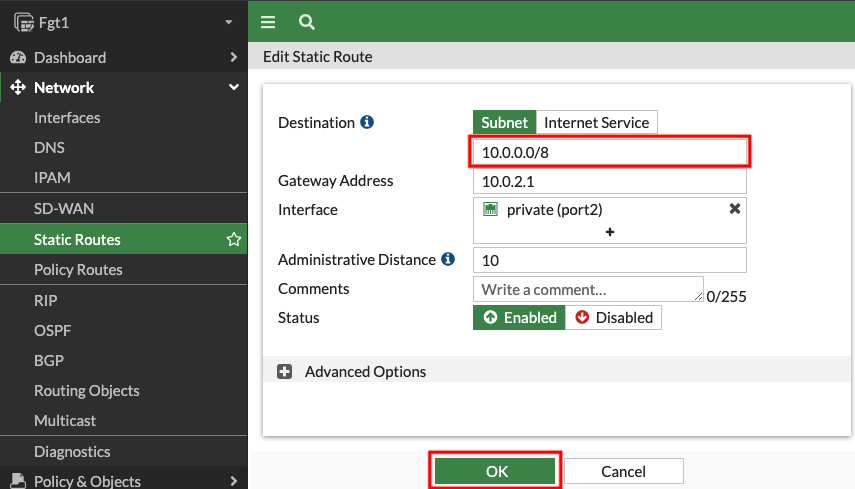 Fgt1
Dashboard
Network
Interfaces
DNS
IPAM
SD-WAN
Static Routes
Policy Routes
RIP
OSPF
BGP
Routing Objects
Multicast
Diagnostics
Policy & Objects
Edit Static Route
Destination Subnet Internet Service
10.0.0.0/8
Gateway Address 10.0.2.1
Interface private (port2)
+
Administrative Distance 10
Comments Write a comment... 0/255
Status Enabled Disabled
Advanced Options
OK Cancel